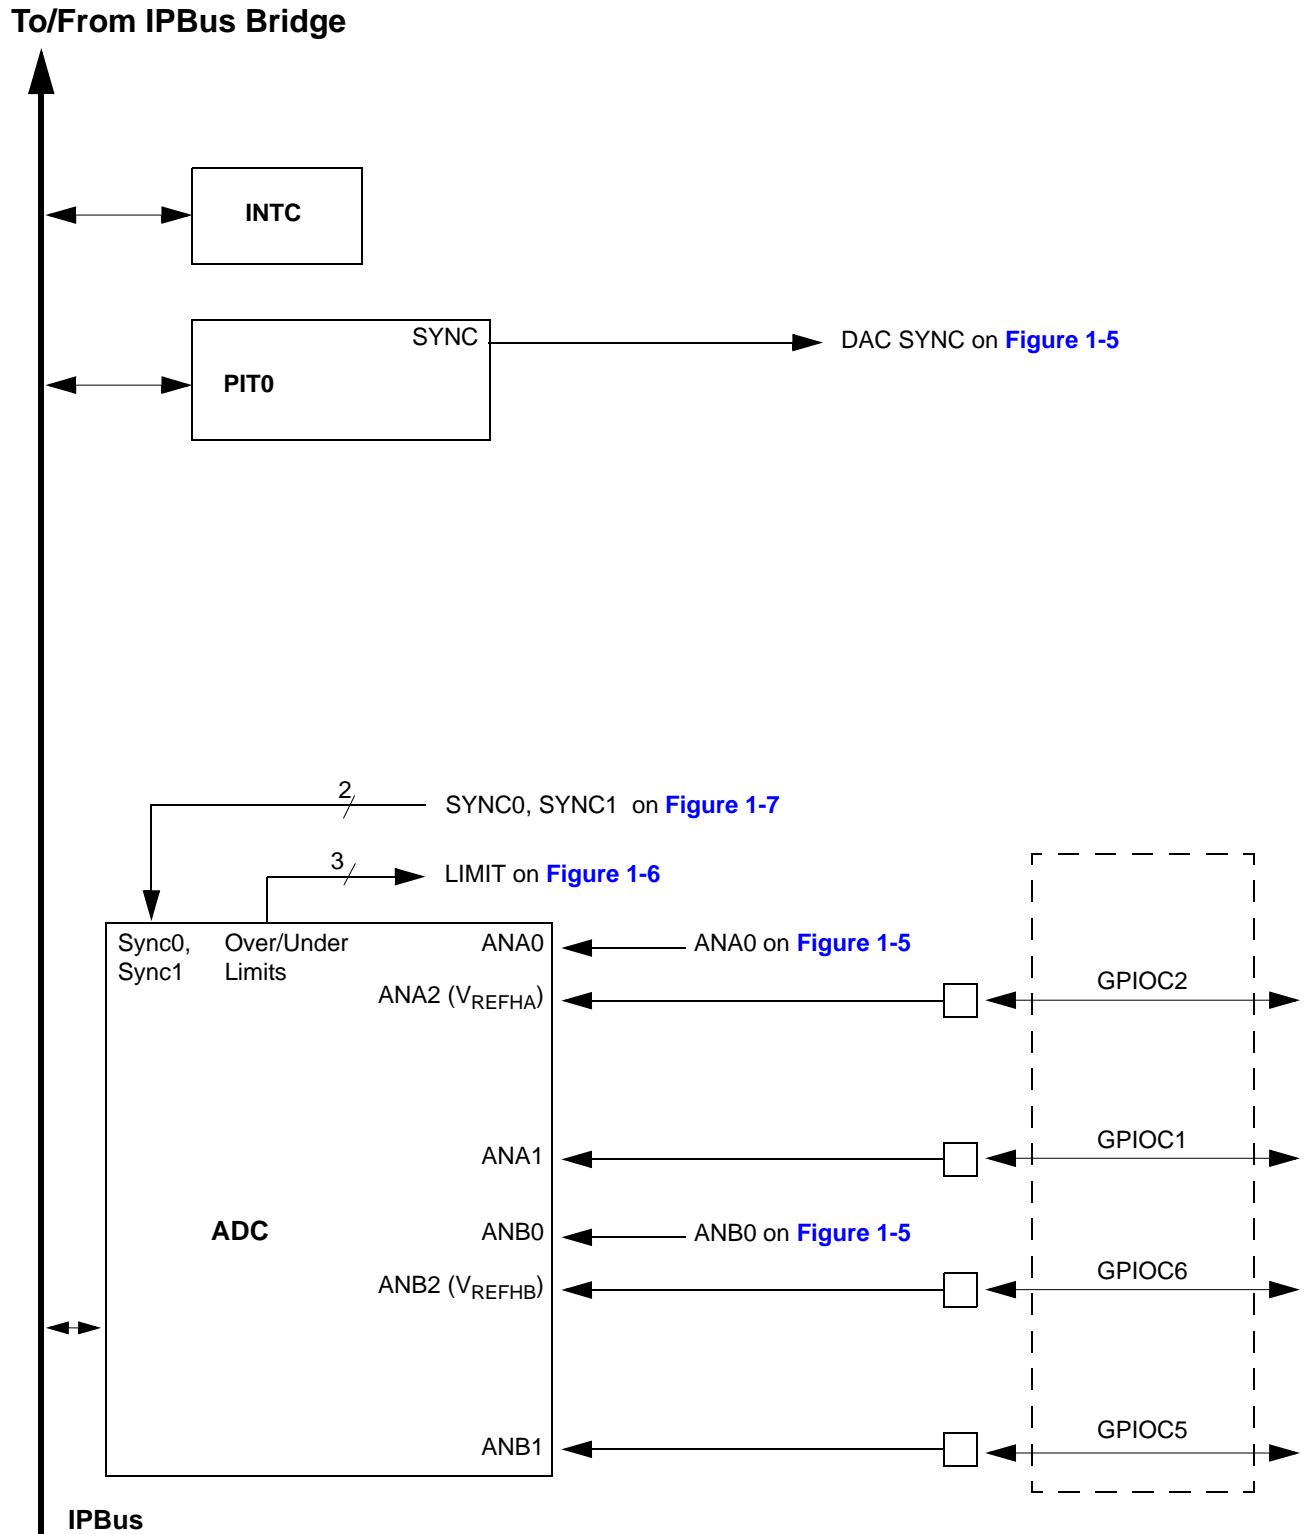 To/From IPBus Bridge
INTC
SYNC
DAC SYNC on Figure 1-5
PIT0
2
SYNC0, SYNC1 on Figure 1-7
3
LIMIT on Figure 1-6
Sync0,
Sync1
Over/Under
Limits
ANA0
ANA0 on Figure 1-5
ANA2 (VREFHA)
GPIOC2
ANA1
GPIOC1
ADC
ANB0
ANB0 on Figure 1-5
ANB2 (VREFHB)
GPIOC6
ANB1
GPIOC5
IPBus